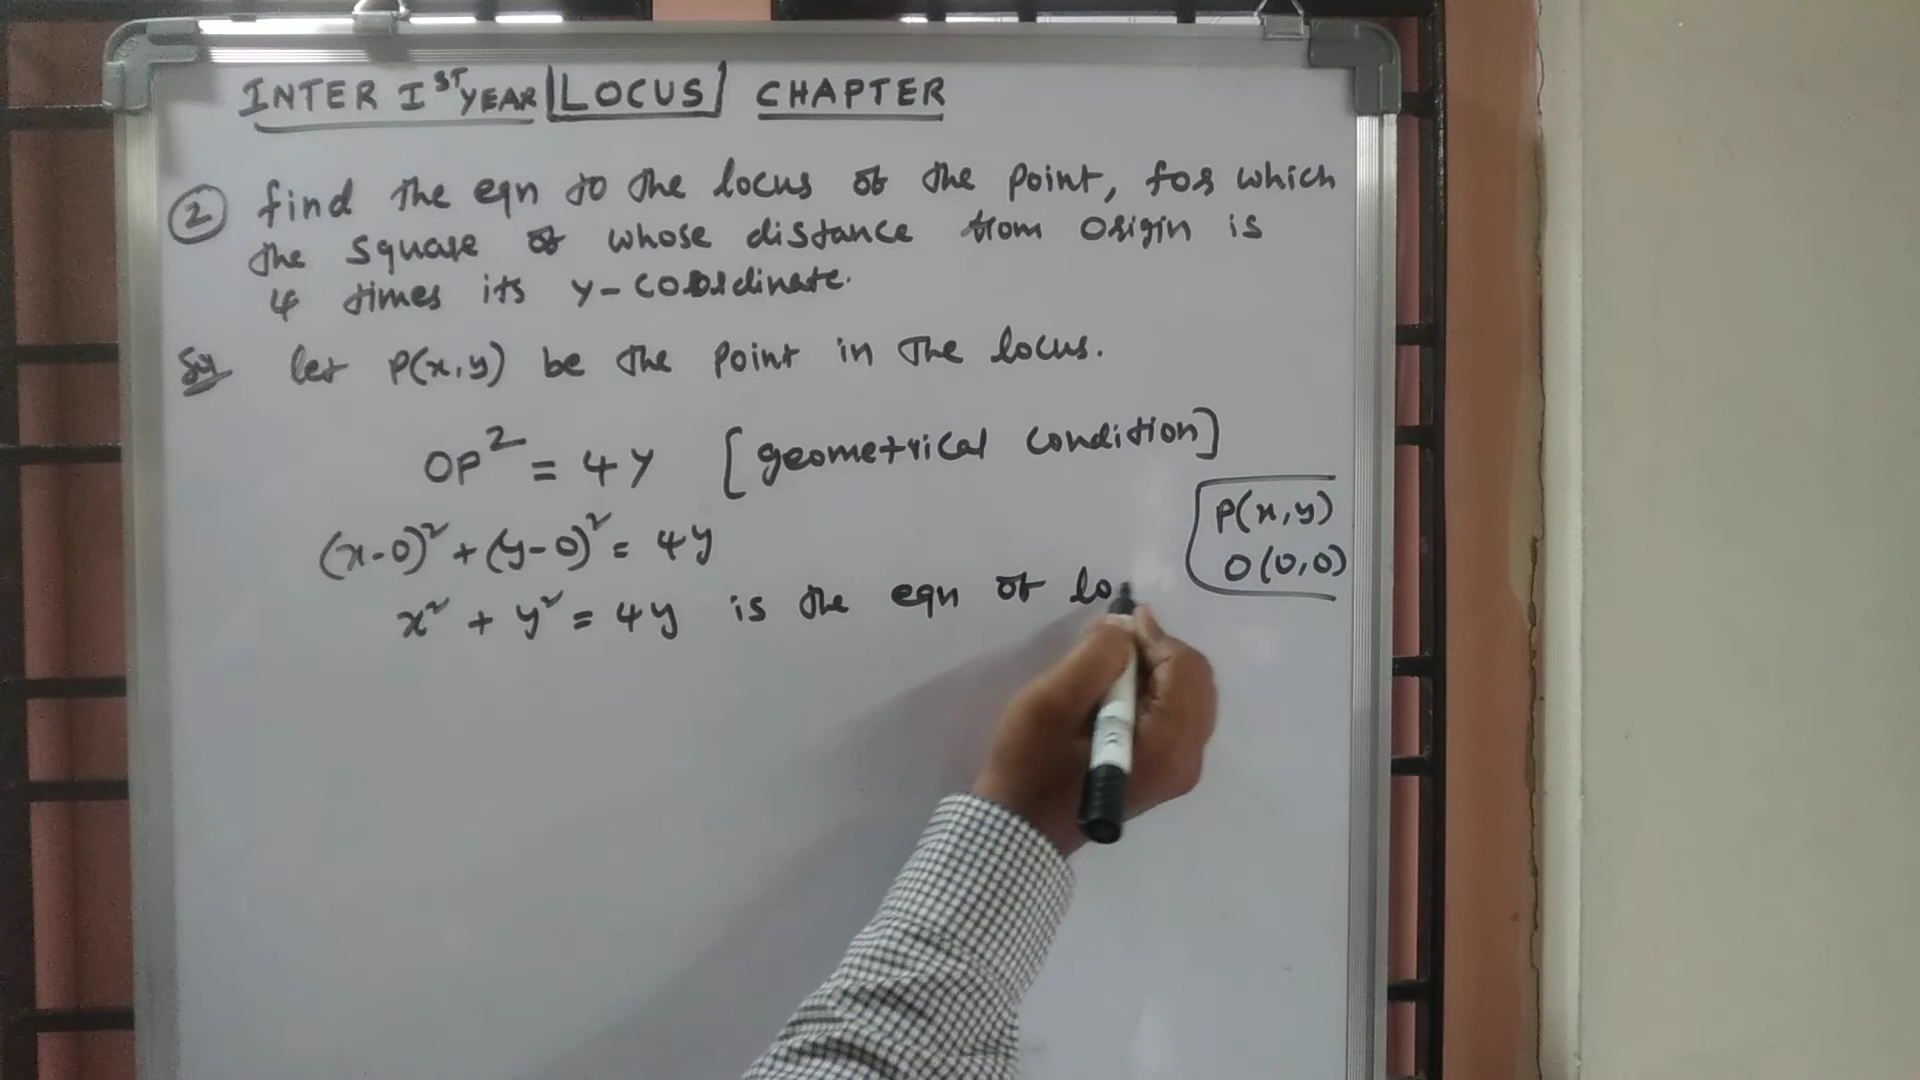 INTER IST YEAR LOCUS CHAPTER
② find the eqn to the locus of the point, for which
the square of whose distance from origin is
4 times its y-coordinate.
Sol let P(x,y) be the point in the locus.
OP² = 4y [geometrical condition]
P(x,y)
O(0,0)
(x-0)² + (y-0)² = 4y
x² + y² = 4y is the eqn of lo